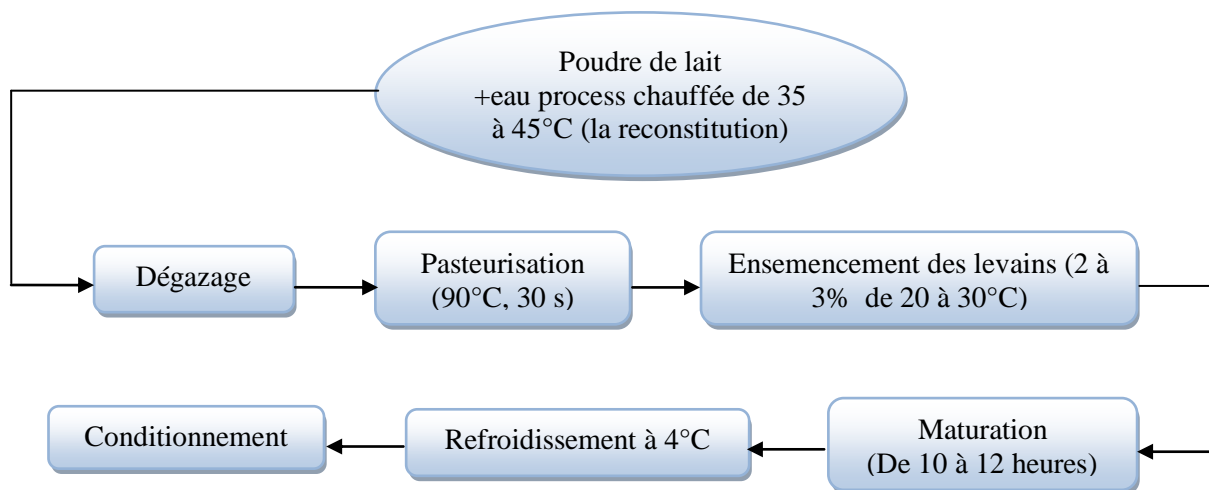 Poudre de lait
+eau process chauffée de 35
à 45°C (la reconstitution)
Dégazage
Pasteurisation
(90°C, 30 s)
Ensemencement des levains (2 à
3% de 20 à 30°C)
Maturation
(De 10 à 12 heures)
Refroidissement à 4°C
Conditionnement